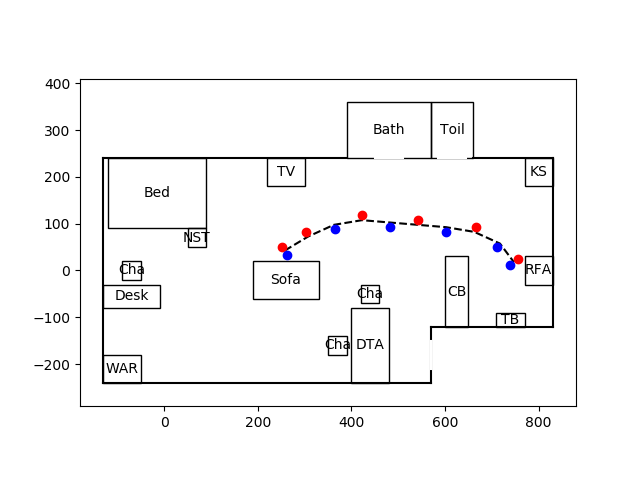 400
300
200
100
0
−100
−200
0
200
400
600
800
Bath
Toil
TV
KS
Bed
NST
Cha
Desk
WAR
Sofa
Cha
Cha
DTA
CB
RFA
TB